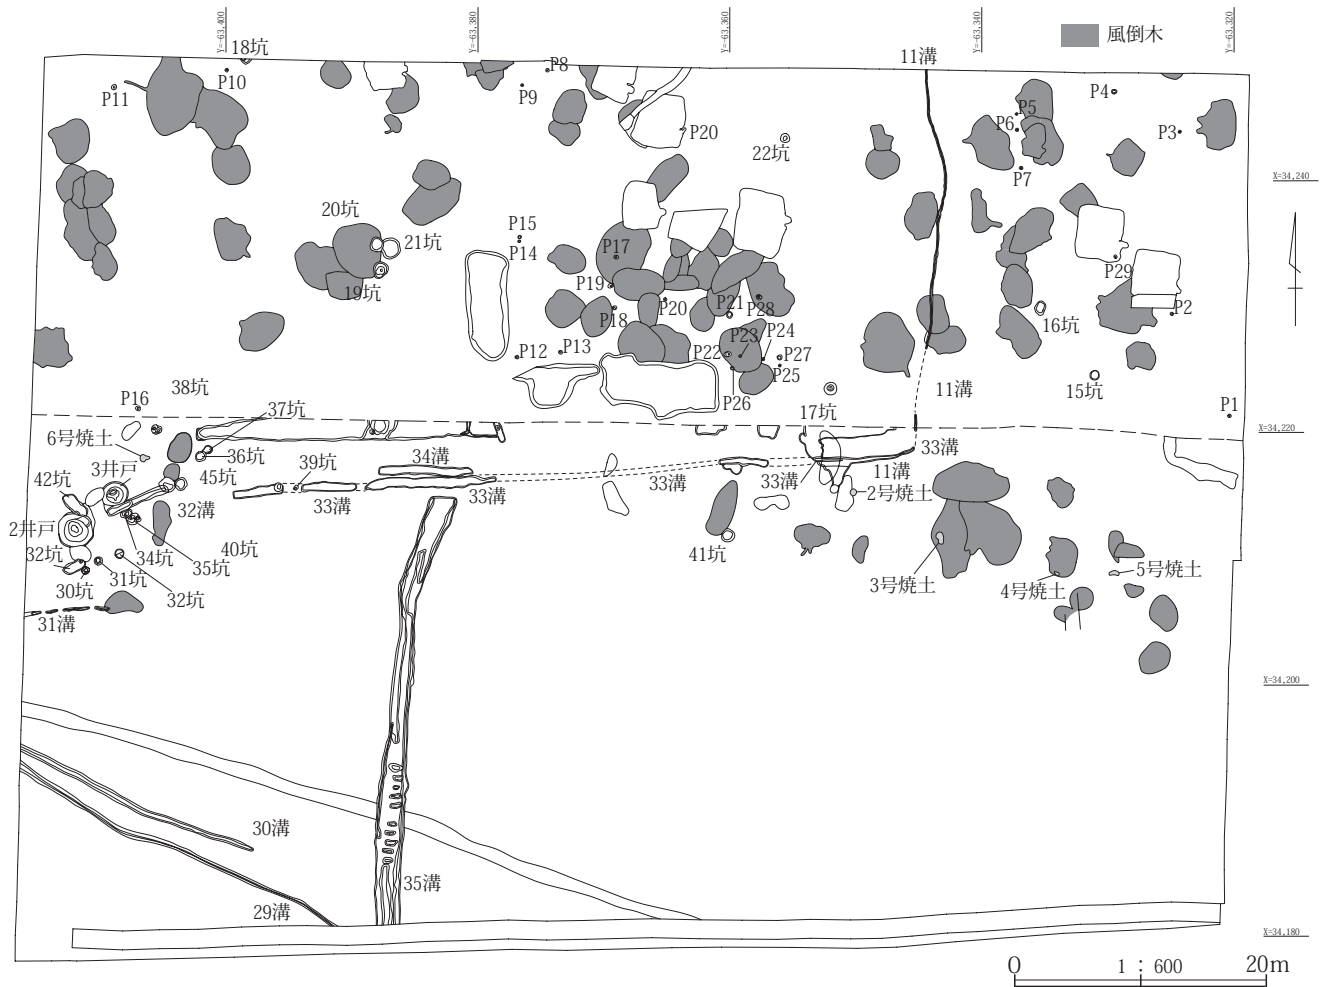 Y=-63,400
Y=-63,380
Y=-63,360
Y=-63,340
Y=-63,320
風倒木
18坑
P10
P11
P8
P9
11溝
P20
22坑
P5
P6
P7
P4
P3
X=34,240
20坑
21坑
19坑
P15
P14
P17
P19
P18
P20
P21
P28
P29
P2
16坑
P24
P23
P22
P27
P25
P26
P12
P13
11溝
15坑
P1
38坑
P16
37坑
17坑
X=34,220
6号焼土
36坑
34溝
39坑
33溝
42坑
3井戸
45坑
33溝
11溝
33溝
33溝
33溝
2号焼土
32溝
2井戸
32坑
34坑
40坑
35坑
41坑
31坑
30坑
32坑
3号焼土
4号焼土
5号焼土
31溝
X=34,200
30溝
35溝
29溝
X=34,180
0 1 : 600 20m